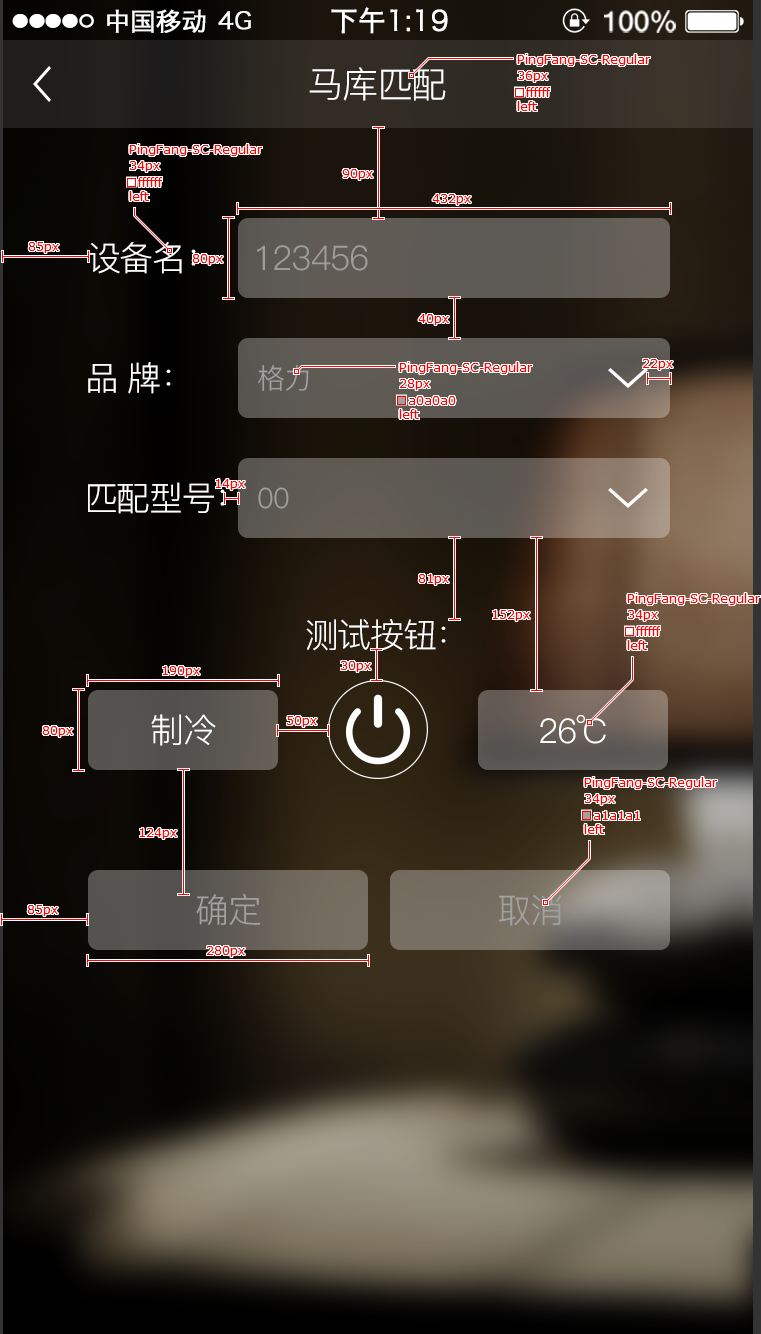 中国移动 4G 下午1:19 100%
马库匹配
PingFang-SC-Regular
36px
ffffff
left
PingFang-SC-Regular
34px
ffffff
left
90px
432px
85px
设备名:
80px
123456
40px
品 牌:
格力
PingFang-SC-Regular
28px
a0a0a0
left
22px
匹配型号:
14px
00
81px
152px
PingFang-SC-Regular
34px
ffffff
left
测试按钮:
30px
190px
80px
制冷
50px
26℃
PingFang-SC-Regular
34px
a1a1a1
left
124px
85px
确定
取消
280px